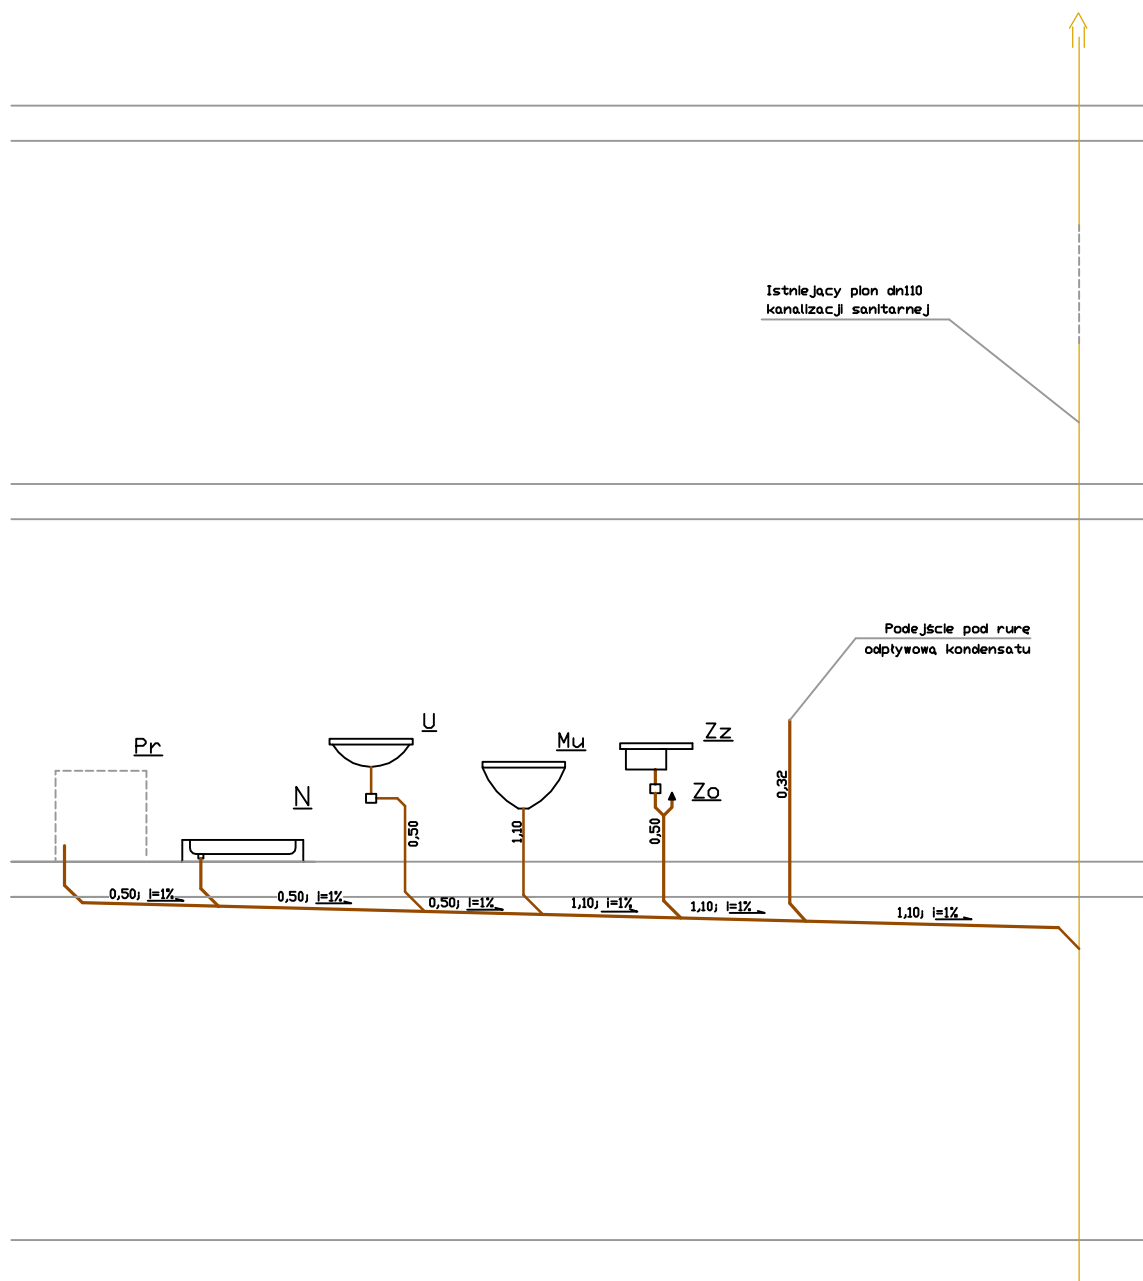 Istniejący pion dn110
kanalizacji sanitarnej
Podejście pod rurę
odpływową kondensatu
U
Zz
Mu
Pr
Zo
N
0,32
0,50
1,10
0,50
0,50; i=1%
0,50; i=1%
0,50; i=1%
1,10; i=1%
1,10; i=1%
1,10; i=1%